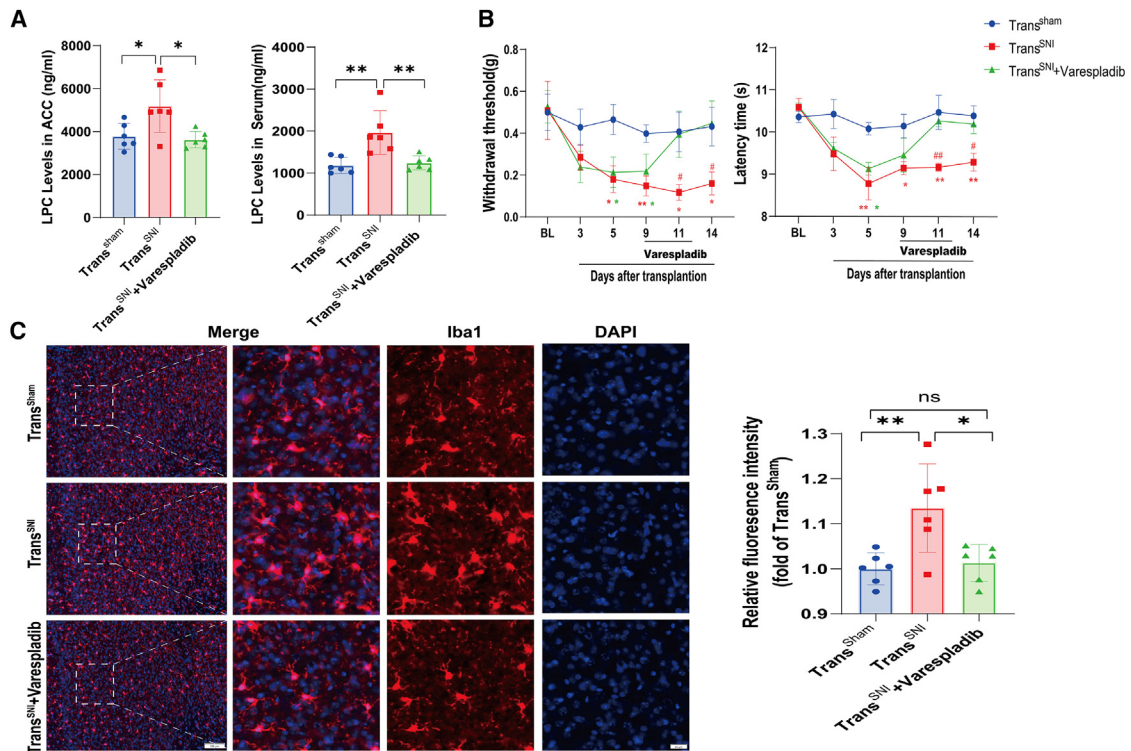 A
LPC Levels in ACC (ng/ml)
8000
6000
4000
2000
0
*
*
Trans^sham
Trans^SNI
Trans^SNI+Varespladib
LPC Levels in Serum(ng/ml)
4000
3000
2000
1000
0
**
**
Trans^sham
Trans^SNI
Trans^SNI+Varespladib
B
Withdrawal threshold(g)
0.8
0.6
0.4
0.2
0.0
* *
** *
#
*
#
*
BL 3 5 9 11 14
Varespladib
Days after transplantion
Latency time (s)
12
11
10
9
8
** *
*
##
**
#
**
BL 3 5 9 11 14
Varespladib
Days after transplantion
Trans^sham
Trans^SNI
Trans^SNI+Varespladib
C
Merge Iba1 DAPI
Trans^Sham
Trans^SNI
Trans^SNI+Varespladib
Relative fluoresence intensity
(fold of Trans^Sham)
1.3
1.2
1.1
1.0
0.9
ns
**
*
Trans^Sham
Trans^SNI
Trans^SNI+Varespladib